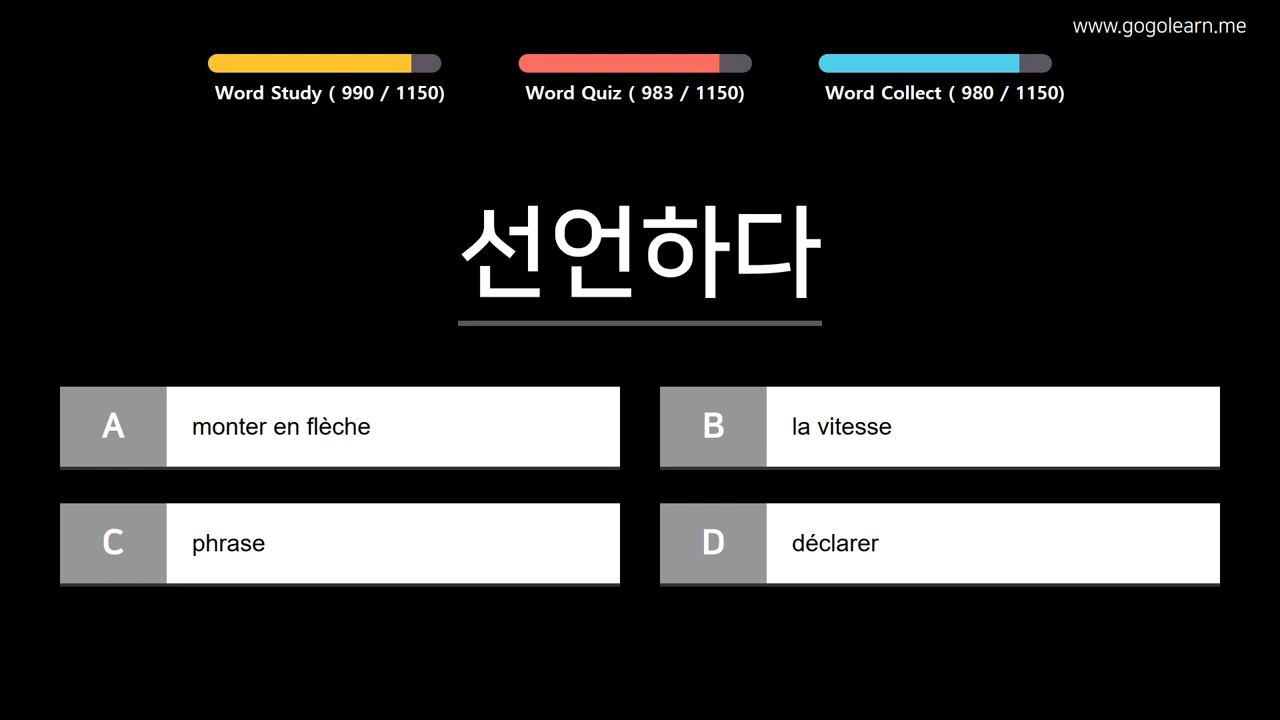 www.gogolearn.me
Word Study ( 990 / 1150)
Word Quiz ( 983 / 1150)
Word Collect ( 980 / 1150)
선언하다
A monter en flèche
B la vitesse
C phrase
D déclarer